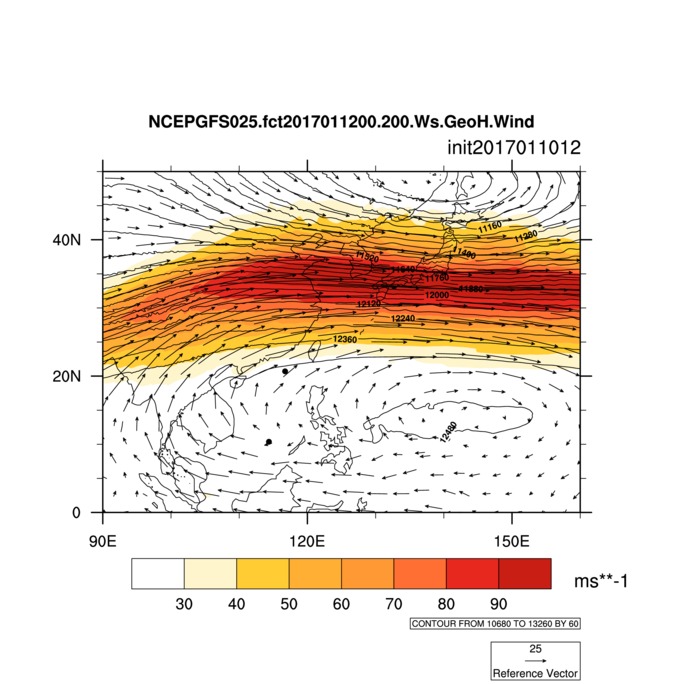 NCEPGFS025.fct2017011200.200.Ws.GeoH.Wind
init2017011012
40N
20N
0
90E 120E 150E
11160
11280
11400
11520
11640
11760
11880
12000
12120
12240
12360
12480
ms**-1
30 40 50 60 70 80 90
CONTOUR FROM 10680 TO 13260 BY 60
25
Reference Vector